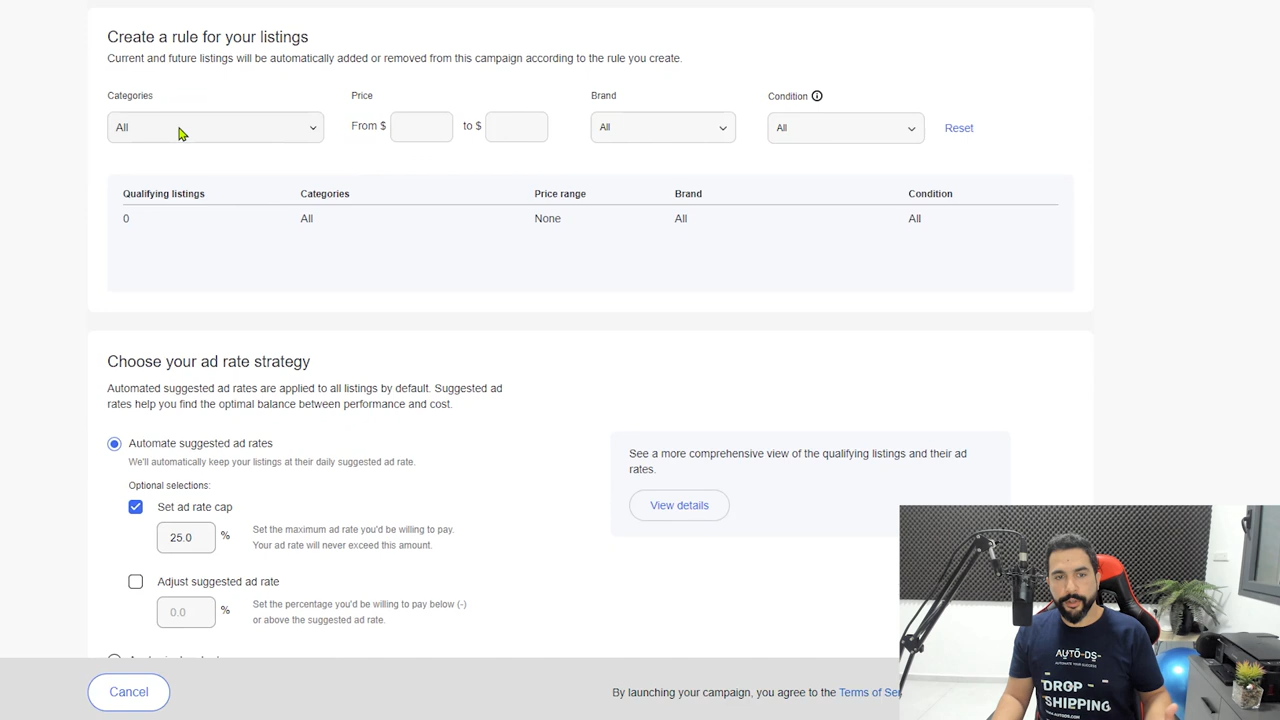 Create a rule for your listings
Current and future listings will be automatically added or removed from this campaign according to the rule you create.
Categories Price Brand Condition
All From $ to $ All All Reset
Qualifying listings Categories Price range Brand Condition
0 All None All All
Choose your ad rate strategy
Automated suggested ad rates are applied to all listings by default. Suggested ad
rates help you find the optimal balance between performance and cost.
Automate suggested ad rates
We'll automatically keep your listings at their daily suggested ad rate.
Optional selections:
Set ad rate cap
25.0 %
Set the maximum ad rate you'd be willing to pay.
Your ad rate will never exceed this amount.
Adjust suggested ad rate
0.0 %
Set the percentage you'd be willing to pay below (-)
or above the suggested ad rate.
See a more comprehensive view of the qualifying listings and their ad
rates.
View details
Cancel
By launching your campaign, you agree to the Terms of
AUTO-DS-
AUTOMATE YOUR SUCCESS
DROP
SHIPPING